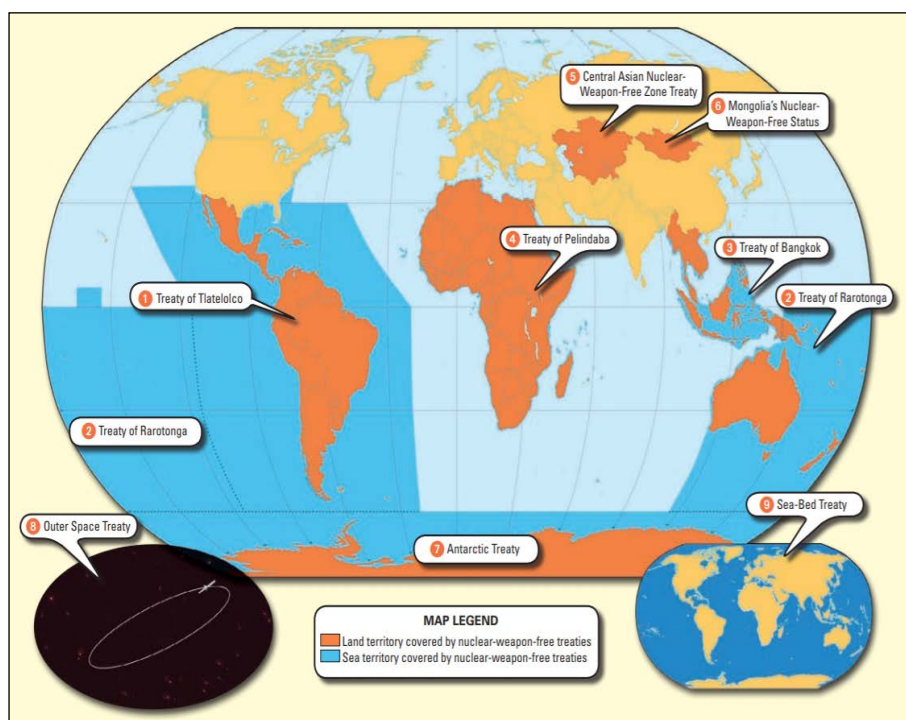 5 Central Asian Nuclear-
Weapon-Free Zone Treaty
6 Mongolia's Nuclear-
Weapon-Free Status
4 Treaty of Pelindaba
3 Treaty of Bangkok
1 Treaty of Tlatelolco
2 Treaty of Rarotonga
2 Treaty of Rarotonga
9 Sea-Bed Treaty
8 Outer Space Treaty
7 Antarctic Treaty
MAP LEGEND
Land territory covered by nuclear-weapon-free treaties
Sea territory covered by nuclear-weapon-free treaties